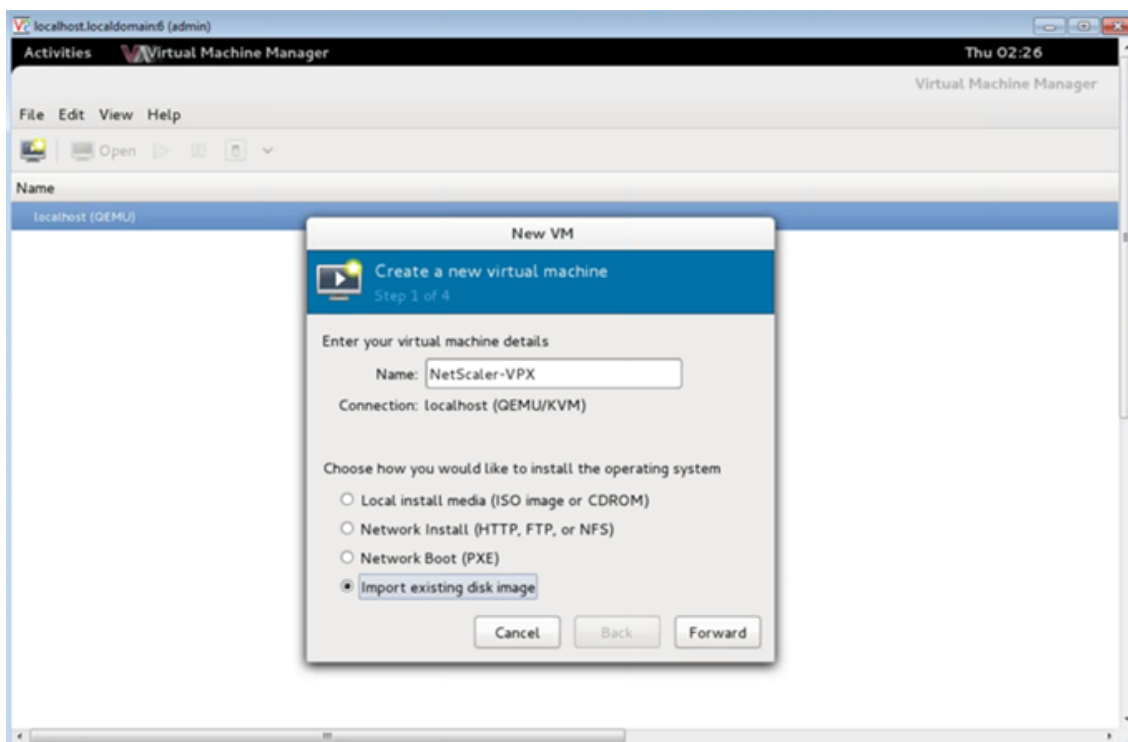 localhost.localdomain:6 (admin)
Activities Virtual Machine Manager Thu 02:26
Virtual Machine Manager
File Edit View Help
Open
Name
localhost (QEMU)
New VM
Create a new virtual machine
Step 1 of 4
Enter your virtual machine details
Name: NetScaler-VPX
Connection: localhost (QEMU/KVM)
Choose how you would like to install the operating system
Local install media (ISO image or CDROM)
Network Install (HTTP, FTP, or NFS)
Network Boot (PXE)
Import existing disk image
Cancel Back Forward